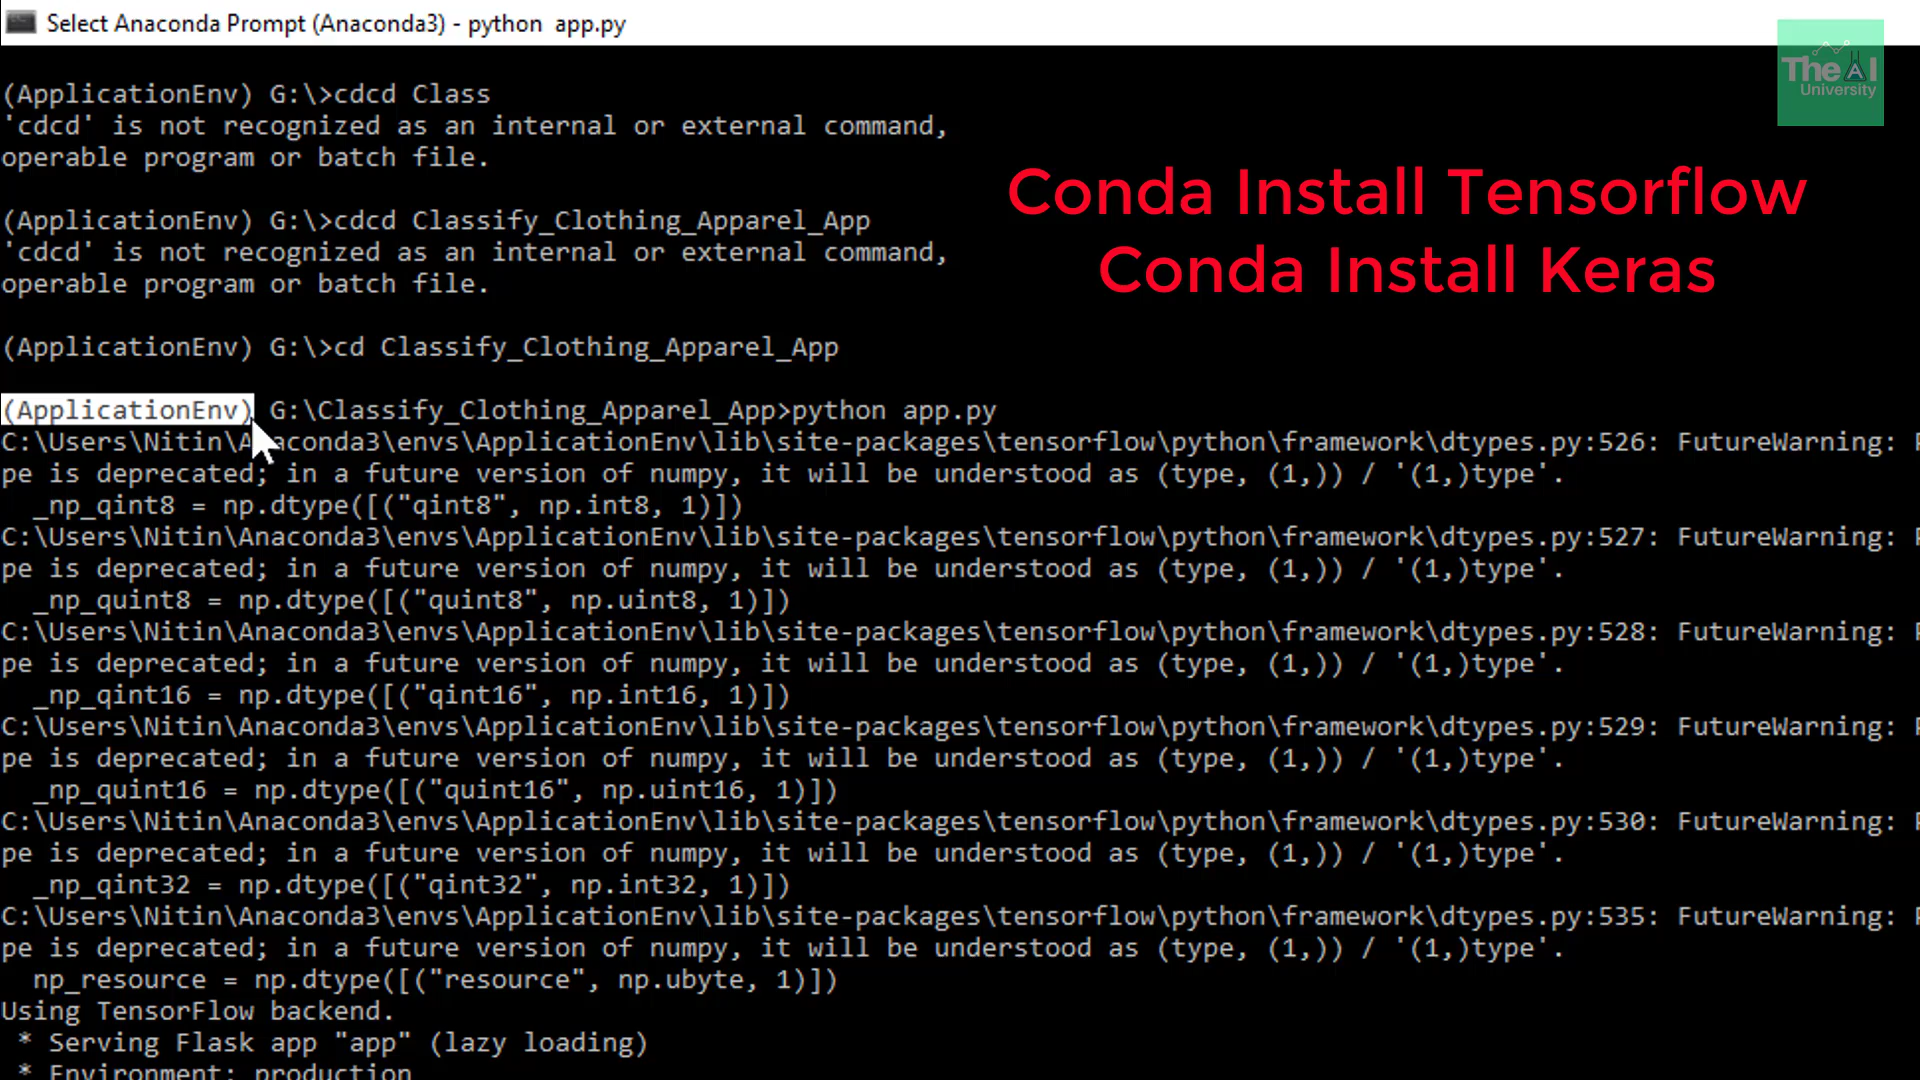 Select Anaconda Prompt (Anaconda3) - python  app.py
The AI
University
(ApplicationEnv) G:\>cdcd Class
'cdcd' is not recognized as an internal or external command,
operable program or batch file.
Conda Install Tensorflow
Conda Install Keras
(ApplicationEnv) G:\>cdcd Classify_Clothing_Apparel_App
'cdcd' is not recognized as an internal or external command,
operable program or batch file.
(ApplicationEnv) G:\>cd Classify_Clothing_Apparel_App
(ApplicationEnv) G:\Classify_Clothing_Apparel_App>python app.py
C:\Users\Nitin\Anaconda3\envs\ApplicationEnv\lib\site-packages\tensorflow\python\framework\dtypes.py:526: FutureWarning:
pe is deprecated; in a future version of numpy, it will be understood as (type, (1,)) / '(1,)type'.
  _np_qint8 = np.dtype([("qint8", np.int8, 1)])
C:\Users\Nitin\Anaconda3\envs\ApplicationEnv\lib\site-packages\tensorflow\python\framework\dtypes.py:527: FutureWarning:
pe is deprecated; in a future version of numpy, it will be understood as (type, (1,)) / '(1,)type'.
  _np_quint8 = np.dtype([("quint8", np.uint8, 1)])
C:\Users\Nitin\Anaconda3\envs\ApplicationEnv\lib\site-packages\tensorflow\python\framework\dtypes.py:528: FutureWarning:
pe is deprecated; in a future version of numpy, it will be understood as (type, (1,)) / '(1,)type'.
  _np_qint16 = np.dtype([("qint16", np.int16, 1)])
C:\Users\Nitin\Anaconda3\envs\ApplicationEnv\lib\site-packages\tensorflow\python\framework\dtypes.py:529: FutureWarning:
pe is deprecated; in a future version of numpy, it will be understood as (type, (1,)) / '(1,)type'.
  _np_quint16 = np.dtype([("quint16", np.uint16, 1)])
C:\Users\Nitin\Anaconda3\envs\ApplicationEnv\lib\site-packages\tensorflow\python\framework\dtypes.py:530: FutureWarning:
pe is deprecated; in a future version of numpy, it will be understood as (type, (1,)) / '(1,)type'.
  _np_qint32 = np.dtype([("qint32", np.int32, 1)])
C:\Users\Nitin\Anaconda3\envs\ApplicationEnv\lib\site-packages\tensorflow\python\framework\dtypes.py:535: FutureWarning:
pe is deprecated; in a future version of numpy, it will be understood as (type, (1,)) / '(1,)type'.
  np_resource = np.dtype([("resource", np.ubyte, 1)])
Using TensorFlow backend.
 * Serving Flask app "app" (lazy loading)
 * Environment: production